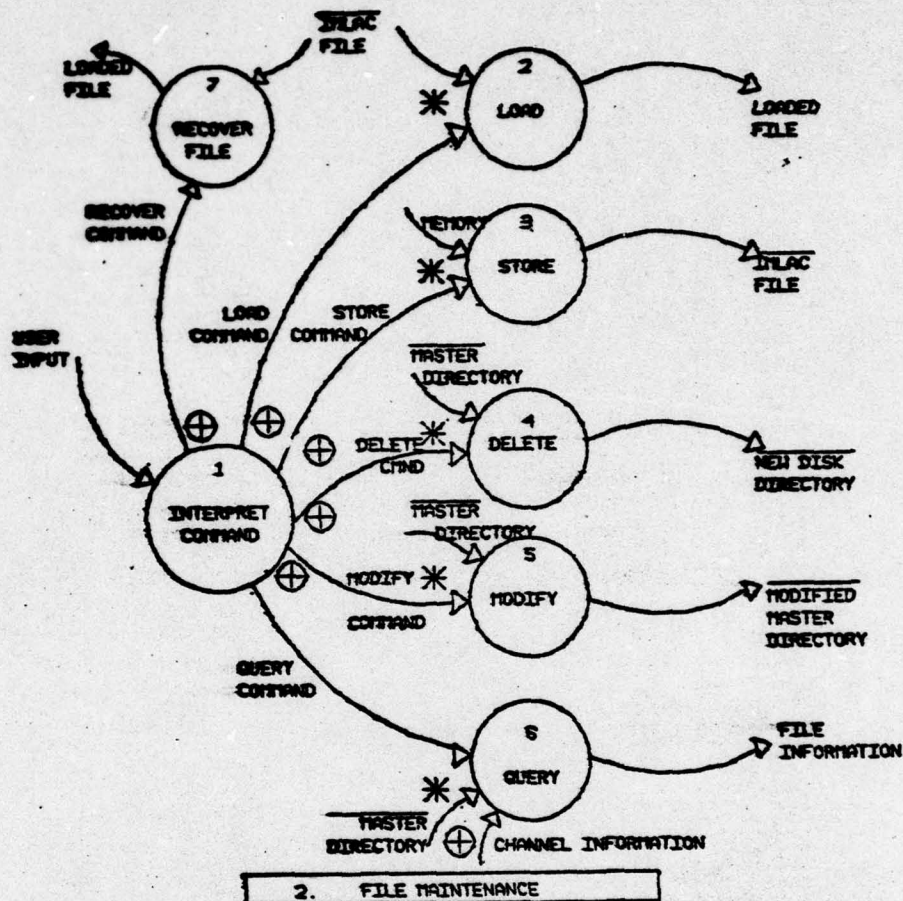 IMLAC
FILE
LOADED
FILE
7
RECOVER
FILE
2
LOAD
LOADED
FILE
RECOVER
COMMAND
MEMORY
3
STORE
IMLAC
FILE
LOAD
COMMAND
STORE
COMMAND
USER
INPUT
MASTER
DIRECTORY
4
DELETE
DELETE
CMND
NEW DISK
DIRECTORY
1
INTERPRET
COMMAND
MASTER
DIRECTORY
5
MODIFY
MODIFY
COMMAND
MODIFIED
MASTER
DIRECTORY
QUERY
COMMAND
6
QUERY
FILE
INFORMATION
MASTER
DIRECTORY
CHANNEL INFORMATION
2. FILE MAINTENANCE